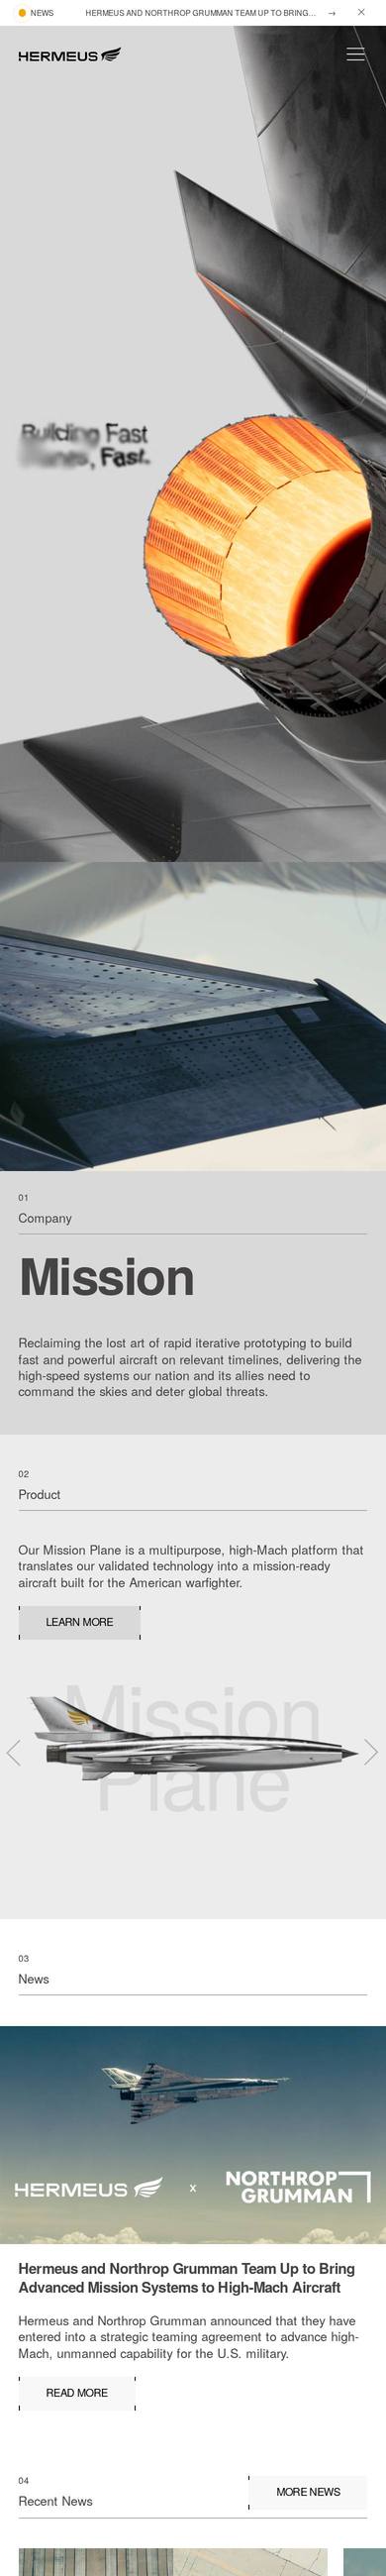 NEWS
HERMEUS AND NORTHROP GRUMMAN TEAM UP TO BRING... →
HERMEUS
Building Fast
Planes, Fast.
01
Company
Mission
Reclaiming the lost art of rapid iterative prototyping to build
fast and powerful aircraft on relevant timelines, delivering the
high-speed systems our nation and its allies need to
command the skies and deter global threats.
02
Product
Our Mission Plane is a multipurpose, high-Mach platform that
translates our validated technology into a mission-ready
aircraft built for the American warfighter.
LEARN MORE
Mission
Plane
03
News
HERMEUS x NORTHROP
GRUMMAN
Hermeus and Northrop Grumman Team Up to Bring
Advanced Mission Systems to High-Mach Aircraft
Hermeus and Northrop Grumman announced that they have
entered into a strategic teaming agreement to advance high-
Mach, unmanned capability for the U.S. military.
READ MORE
04
MORE NEWS
Recent News